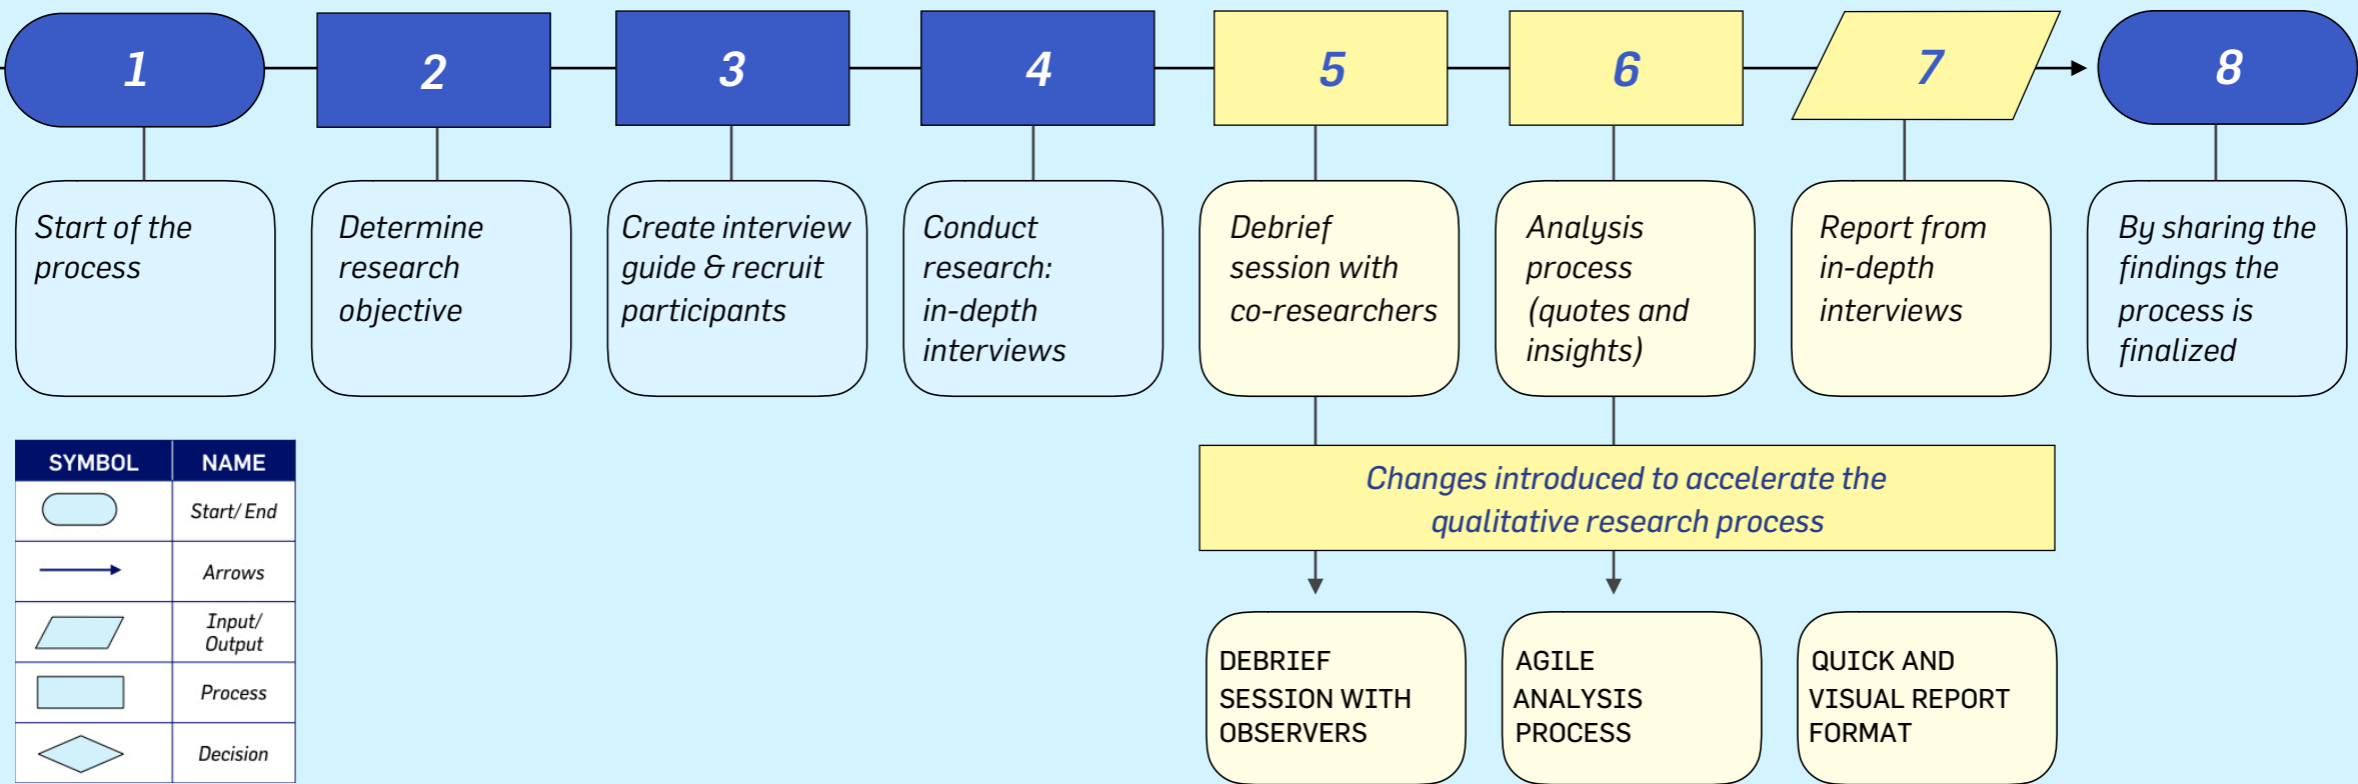 1
2
3
4
5
6
7
8
Start of the
process
Determine
research
objective
Create interview
guide & recruit
participants
Conduct
research:
in-depth
interviews
Debrief
session with
co-researchers
Analysis
process
(quotes and
insights)
Report from
in-depth
interviews
By sharing the
findings the
process is
finalized
SYMBOL NAME
Start/ End
Arrows
Input/
Output
Process
Decision
Changes introduced to accelerate the
qualitative research process
DEBRIEF
SESSION WITH
OBSERVERS
AGILE
ANALYSIS
PROCESS
QUICK AND
VISUAL REPORT
FORMAT